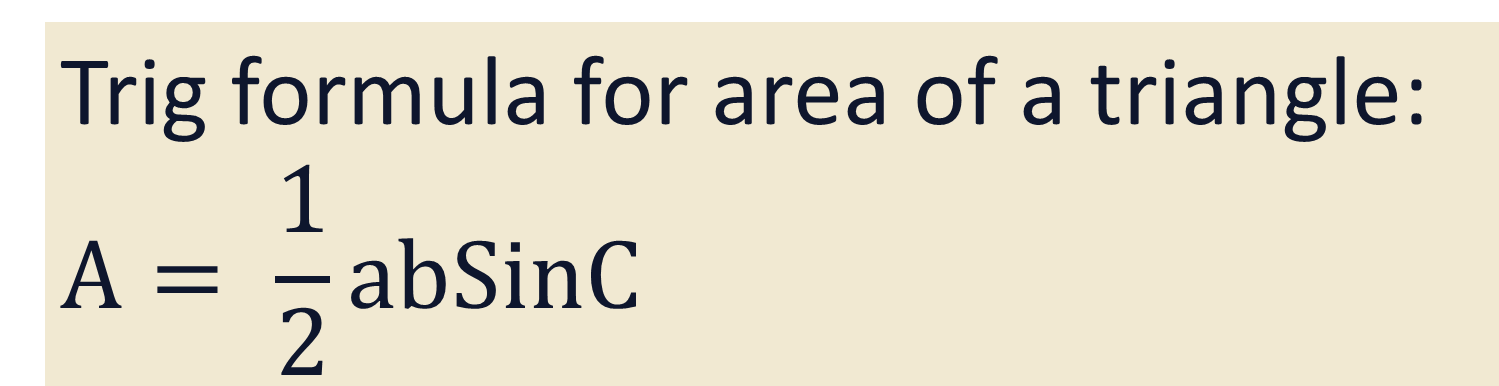 Trig formula for area of a triangle:
A = 1/2 abSinC